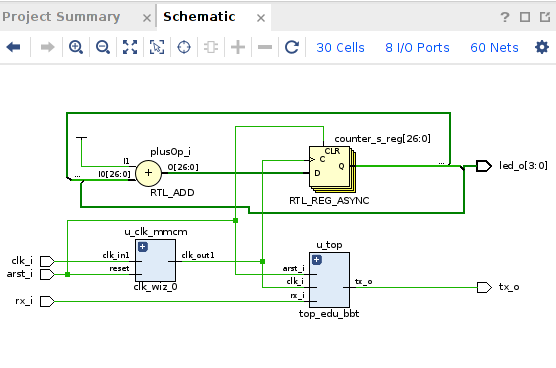 Project Summary × Schematic × ?
30 Cells 8 I/O Ports 60 Nets
counter_s_reg[26:0]
plusOp_i
CLR
I1
O[26:0]
C
Q
...
led_o[3:0]
I0[26:0]
+
D
...
RTL_ADD
RTL_REG_ASYNC
u_clk_mmcm
u_top
clk_i
clk_in1
clk_out1
arst_i
reset
arst_i
clk_wiz_0
clk_i
tx_o
tx_o
rx_i
rx_i
top_edu_bbt